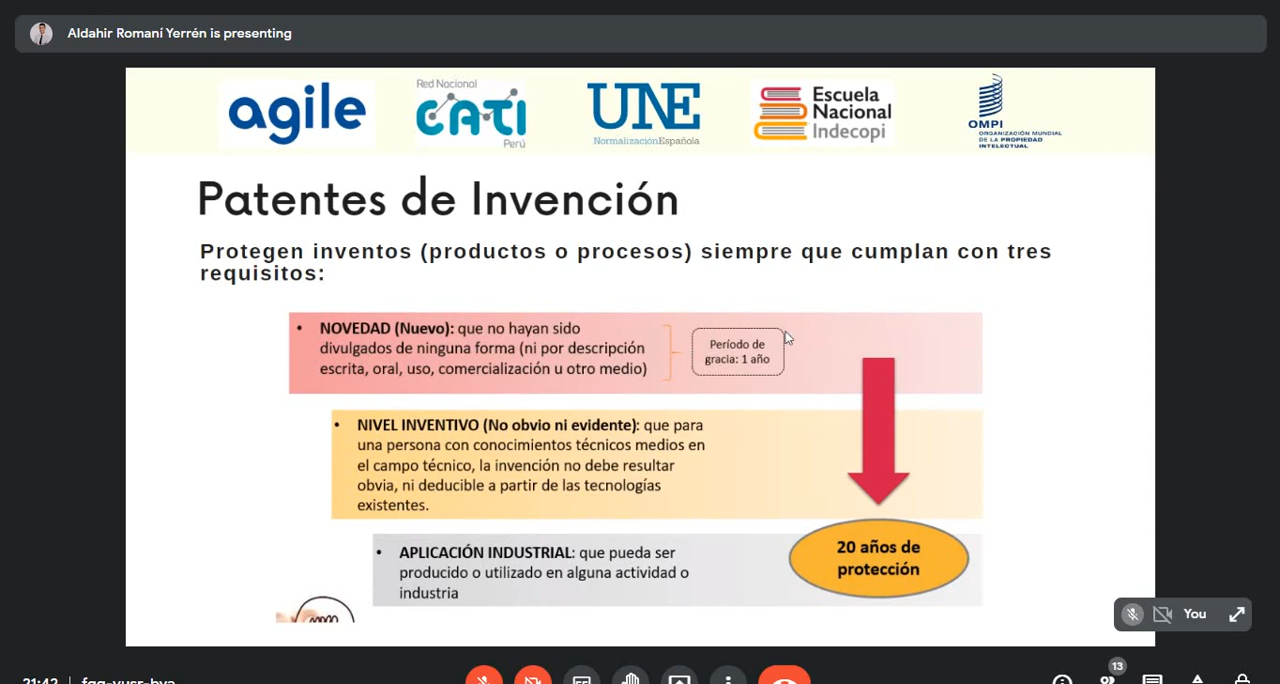 Aldahir Romaní Yerrén is presenting
agile
Red Nacional
CATI
Perú
UNE
NormalizaciónEspañola
Escuela
Nacional
Indecopi
OMPI
ORGANIZACIÓN MUNDIAL
DE LA PROPIEDAD
INTELECTUAL
Patentes de Invención
Protegen inventos (productos o procesos) siempre que cumplan con tres
requisitos:
• NOVEDAD (Nuevo): que no hayan sido
divulgados de ninguna forma (ni por descripción
escrita, oral, uso, comercialización u otro medio)
Período de
gracia: 1 año
• NIVEL INVENTIVO (No obvio ni evidente): que para
una persona con conocimientos técnicos medios en
el campo técnico, la invención no debe resultar
obvia, ni deducible a partir de las tecnologías
existentes.
• APLICACIÓN INDUSTRIAL: que pueda ser
producido o utilizado en alguna actividad o
industria
20 años de
protección
You
13
21:42